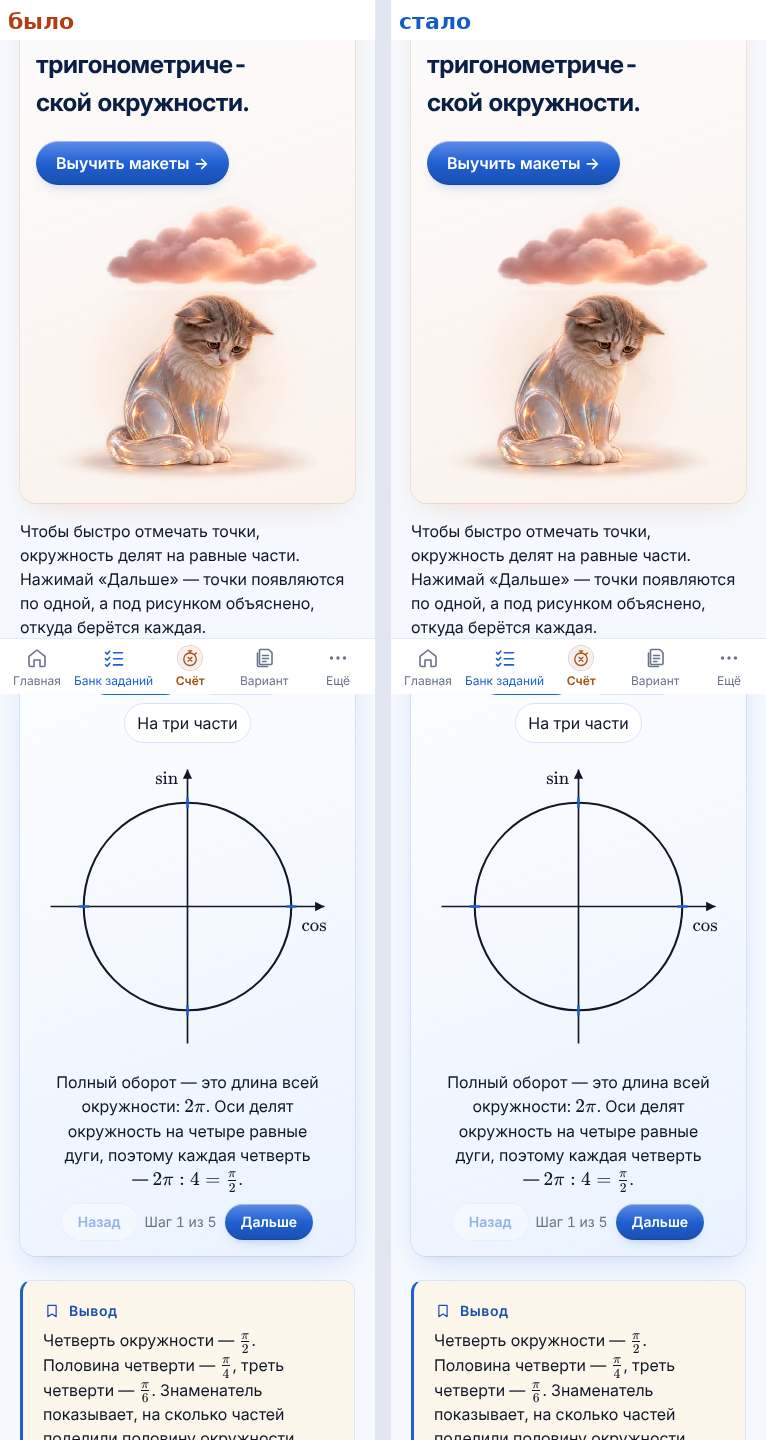 было
тригонометриче-
ской окружности.
Выучить макеты →
Чтобы быстро отмечать точки,
окружность делят на равные части.
Нажимай «Дальше» — точки появляются
по одной, а под рисунком объяснено,
откуда берётся каждая.
Главная Банк заданий Счёт Вариант Ещё
На три части
sin
cos
Полный оборот — это длина всей
окружности: 2π. Оси делят
окружность на четыре равные
дуги, поэтому каждая четверть
— 2π : 4 = π/2.
Назад Шаг 1 из 5 Дальше
Вывод
Четверть окружности — π/2.
Половина четверти — π/4, треть
четверти — π/6. Знаменатель
показывает, на сколько частей
поделили половину окружности
стало
тригонометриче-
ской окружности.
Выучить макеты →
Чтобы быстро отмечать точки,
окружность делят на равные части.
Нажимай «Дальше» — точки появляются
по одной, а под рисунком объяснено,
откуда берётся каждая.
Главная Банк заданий Счёт Вариант Ещё
На три части
sin
cos
Полный оборот — это длина всей
окружности: 2π. Оси делят
окружность на четыре равные
дуги, поэтому каждая четверть
— 2π : 4 = π/2.
Назад Шаг 1 из 5 Дальше
Вывод
Четверть окружности — π/2.
Половина четверти — π/4, треть
четверти — π/6. Знаменатель
показывает, на сколько частей
поделили половину окружности